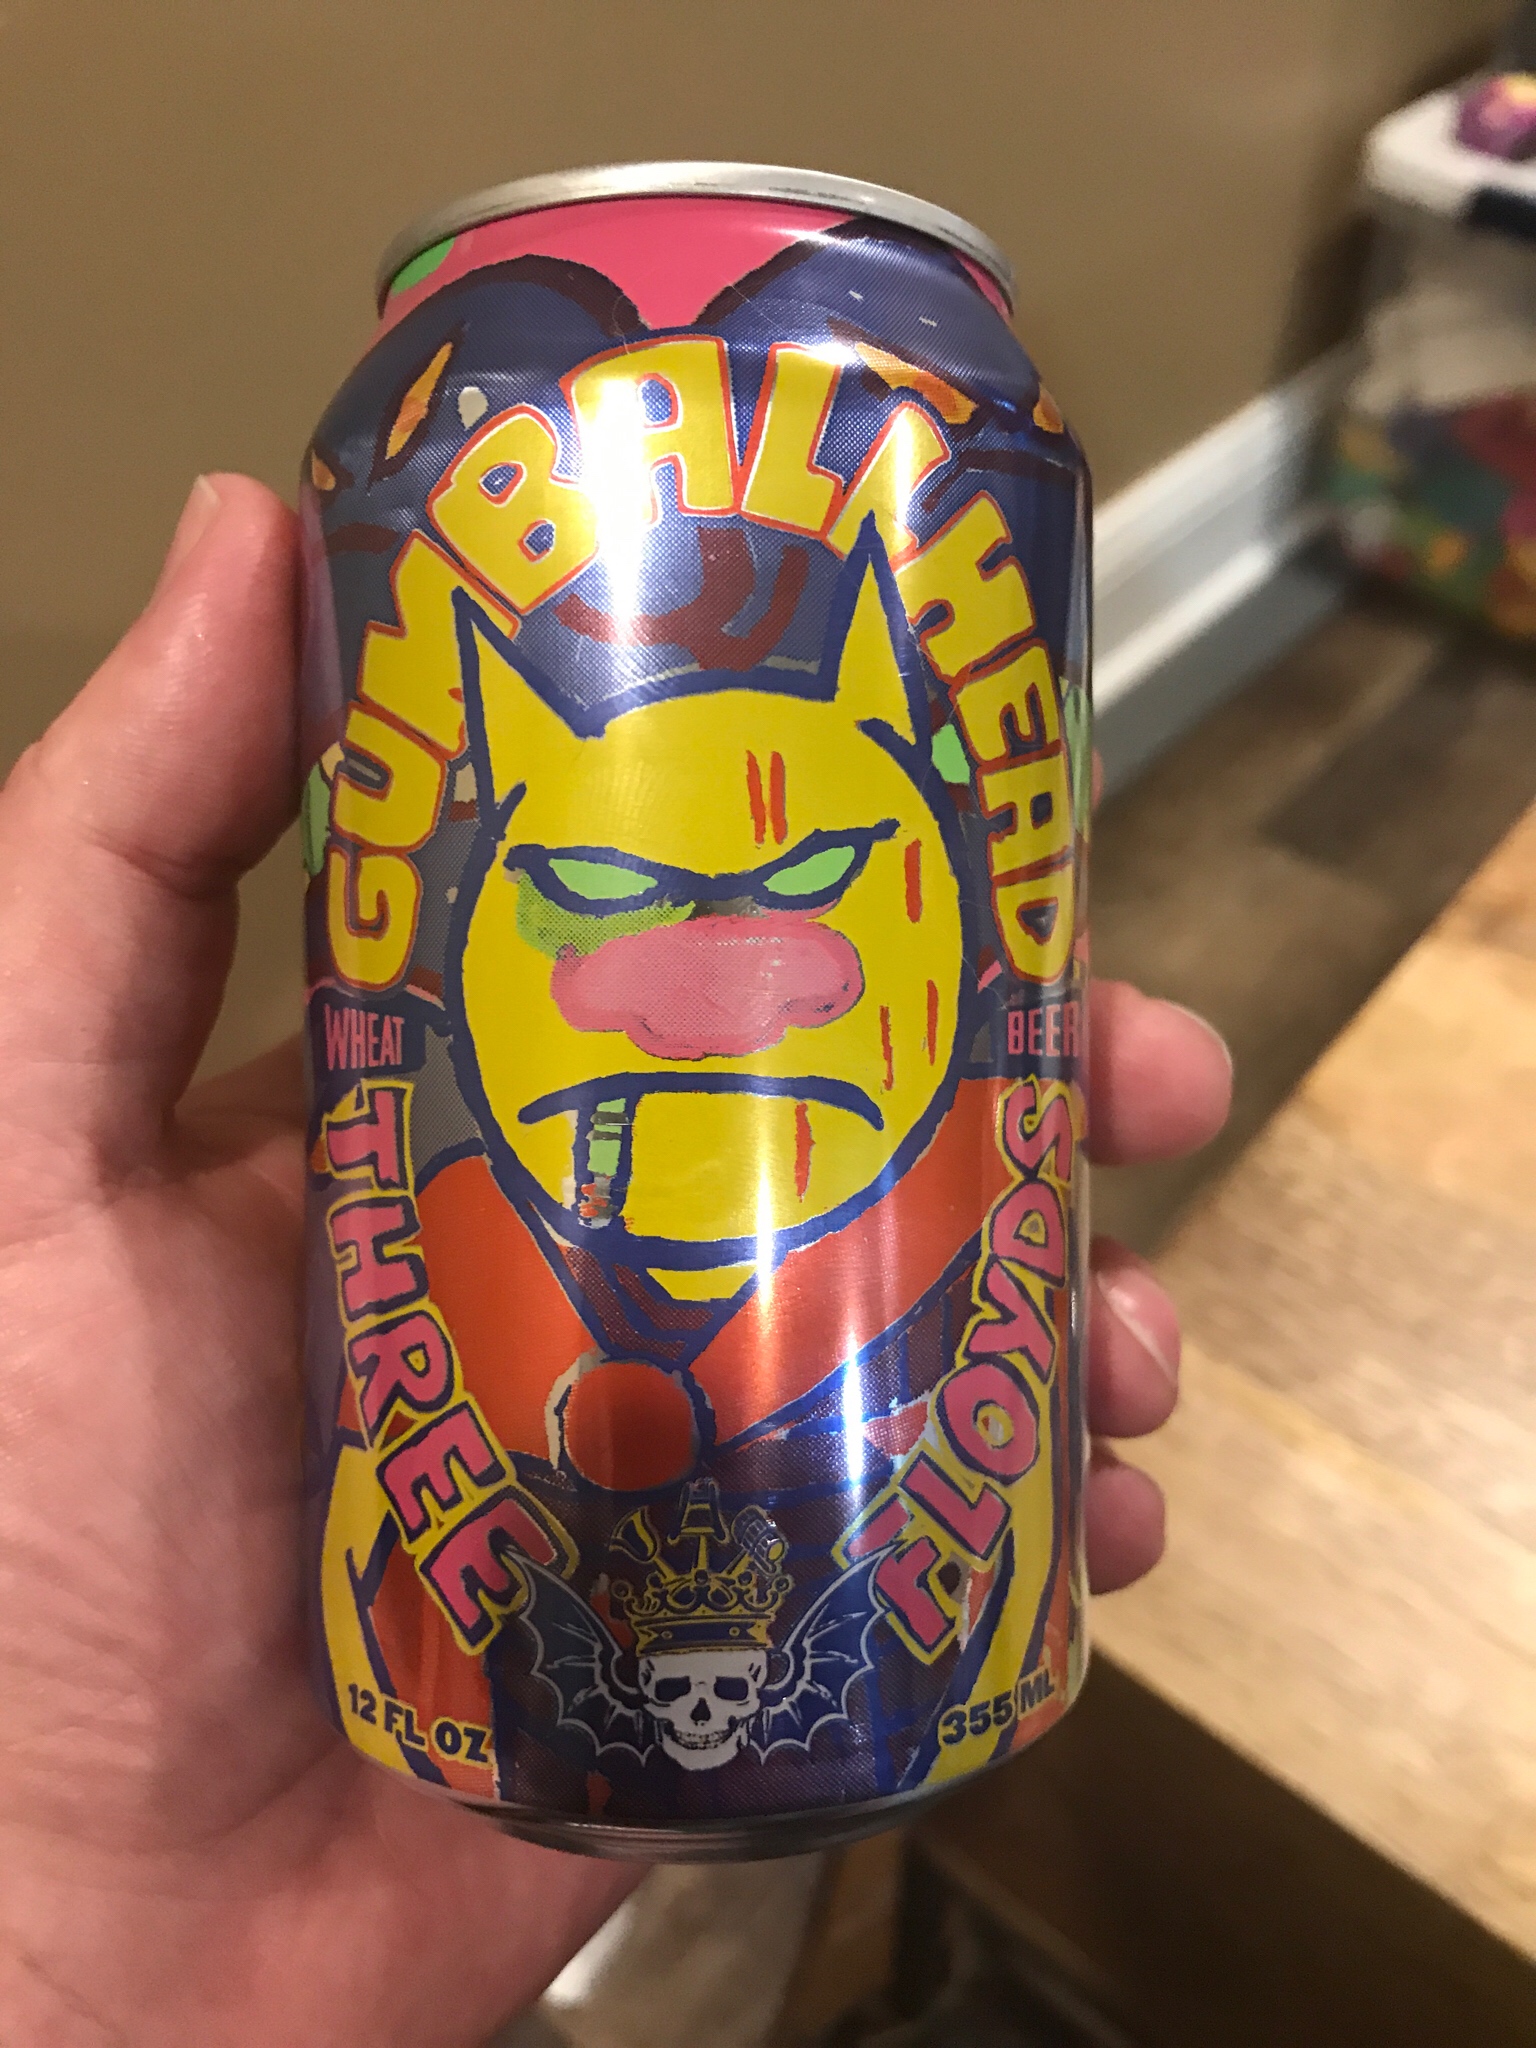 GUMBALLHEAD
WHEAT BEER
THREE FLOYDS
12 FL OZ 355 ML